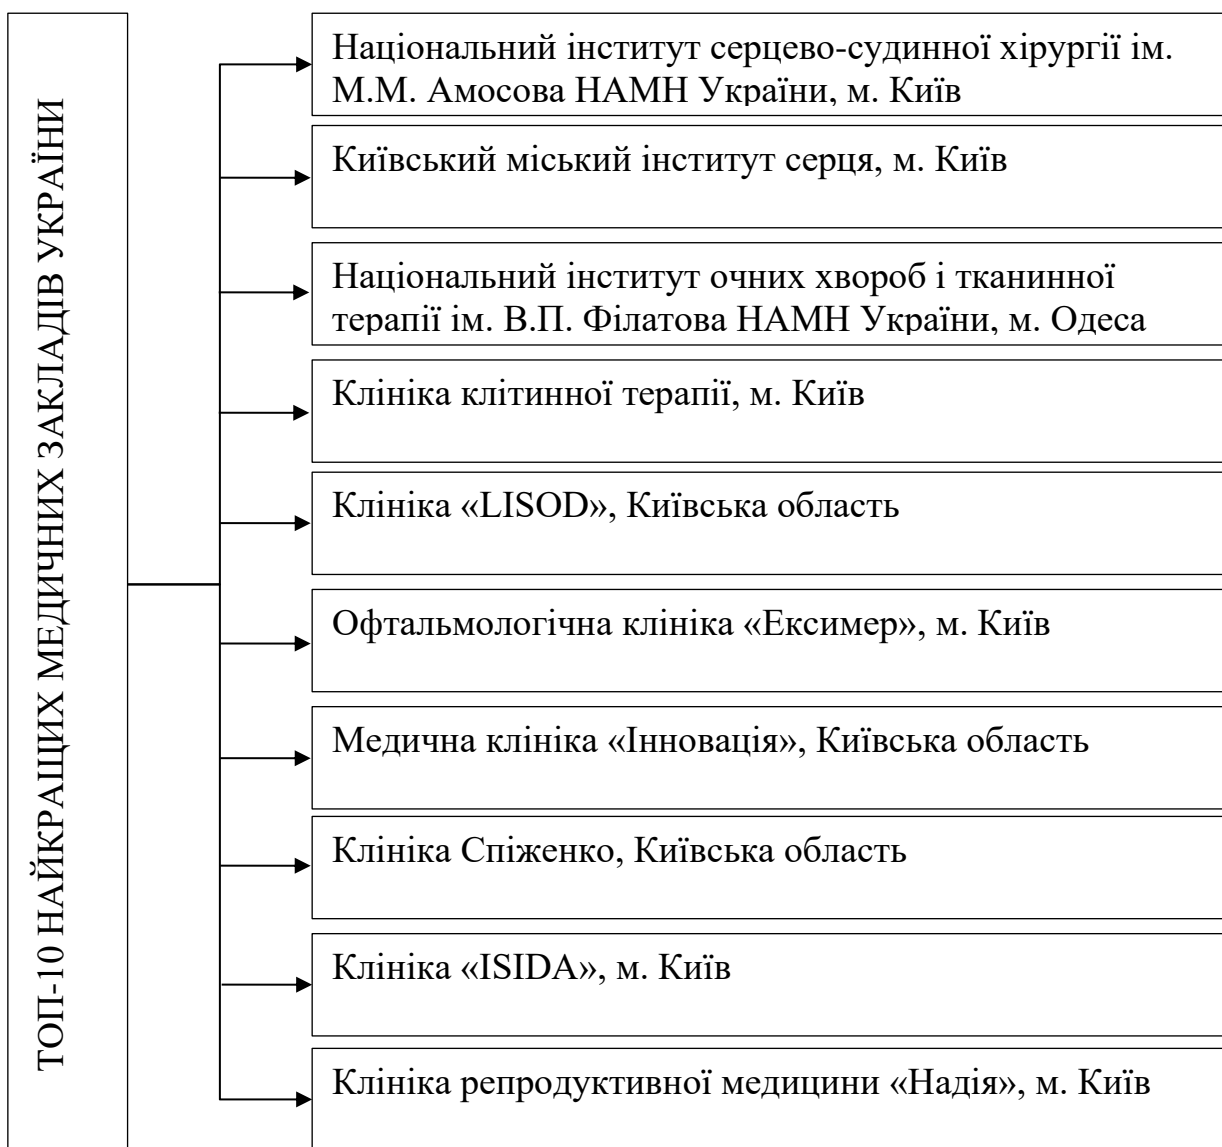 ТОП-10 НАЙКРАЩИХ МЕДИЧНИХ ЗАКЛАДІВ УКРАЇНИ
Національний інститут серцево-судинної хірургії ім.
М.М. Амосова НАМН України, м. Київ
Київський міський інститут серця, м. Київ
Національний інститут очних хвороб і тканинної
терапії ім. В.П. Філатова НАМН України, м. Одеса
Клініка клітинної терапії, м. Київ
Клініка «LISOD», Київська область
Офтальмологічна клініка «Ексимер», м. Київ
Медична клініка «Інновація», Київська область
Клініка Спіженко, Київська область
Клініка «ISIDA», м. Київ
Клініка репродуктивної медицини «Надія», м. Київ